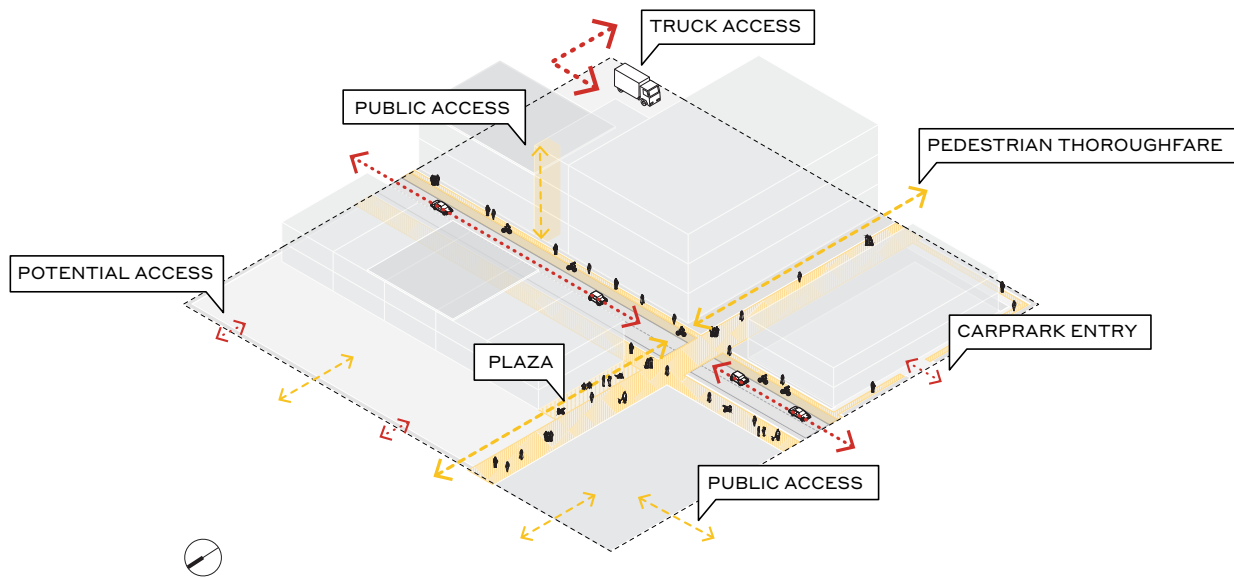 TRUCK ACCESS
PUBLIC ACCESS
PEDESTRIAN THOROUGHFARE
POTENTIAL ACCESS
CARPRARK ENTRY
PLAZA
PUBLIC ACCESS